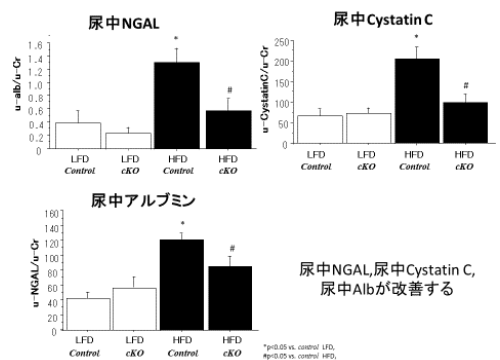 尿中NGAL
u-alb/u-Cr
1.6
1.4
1.2
1.0
0.8
0.6
0.4
0.2
0
*
#
LFD LFD HFD HFD
Control cKO Control cKO
尿中Cystatin C
u-CystatinC/u-Cr
250
200
150
100
50
0
*
#
LFD LFD HFD HFD
Control cKO Control cKO
尿中アルブミン
u-NGAL/u-Cr
160
140
120
100
80
60
40
20
0
*
#
LFD LFD HFD HFD
Control cKO Control cKO
尿中NGAL,尿中Cystatin C,
尿中Albが改善する
*p<0.05 vs. control LFD,
#p<0.05 vs. control HFD,